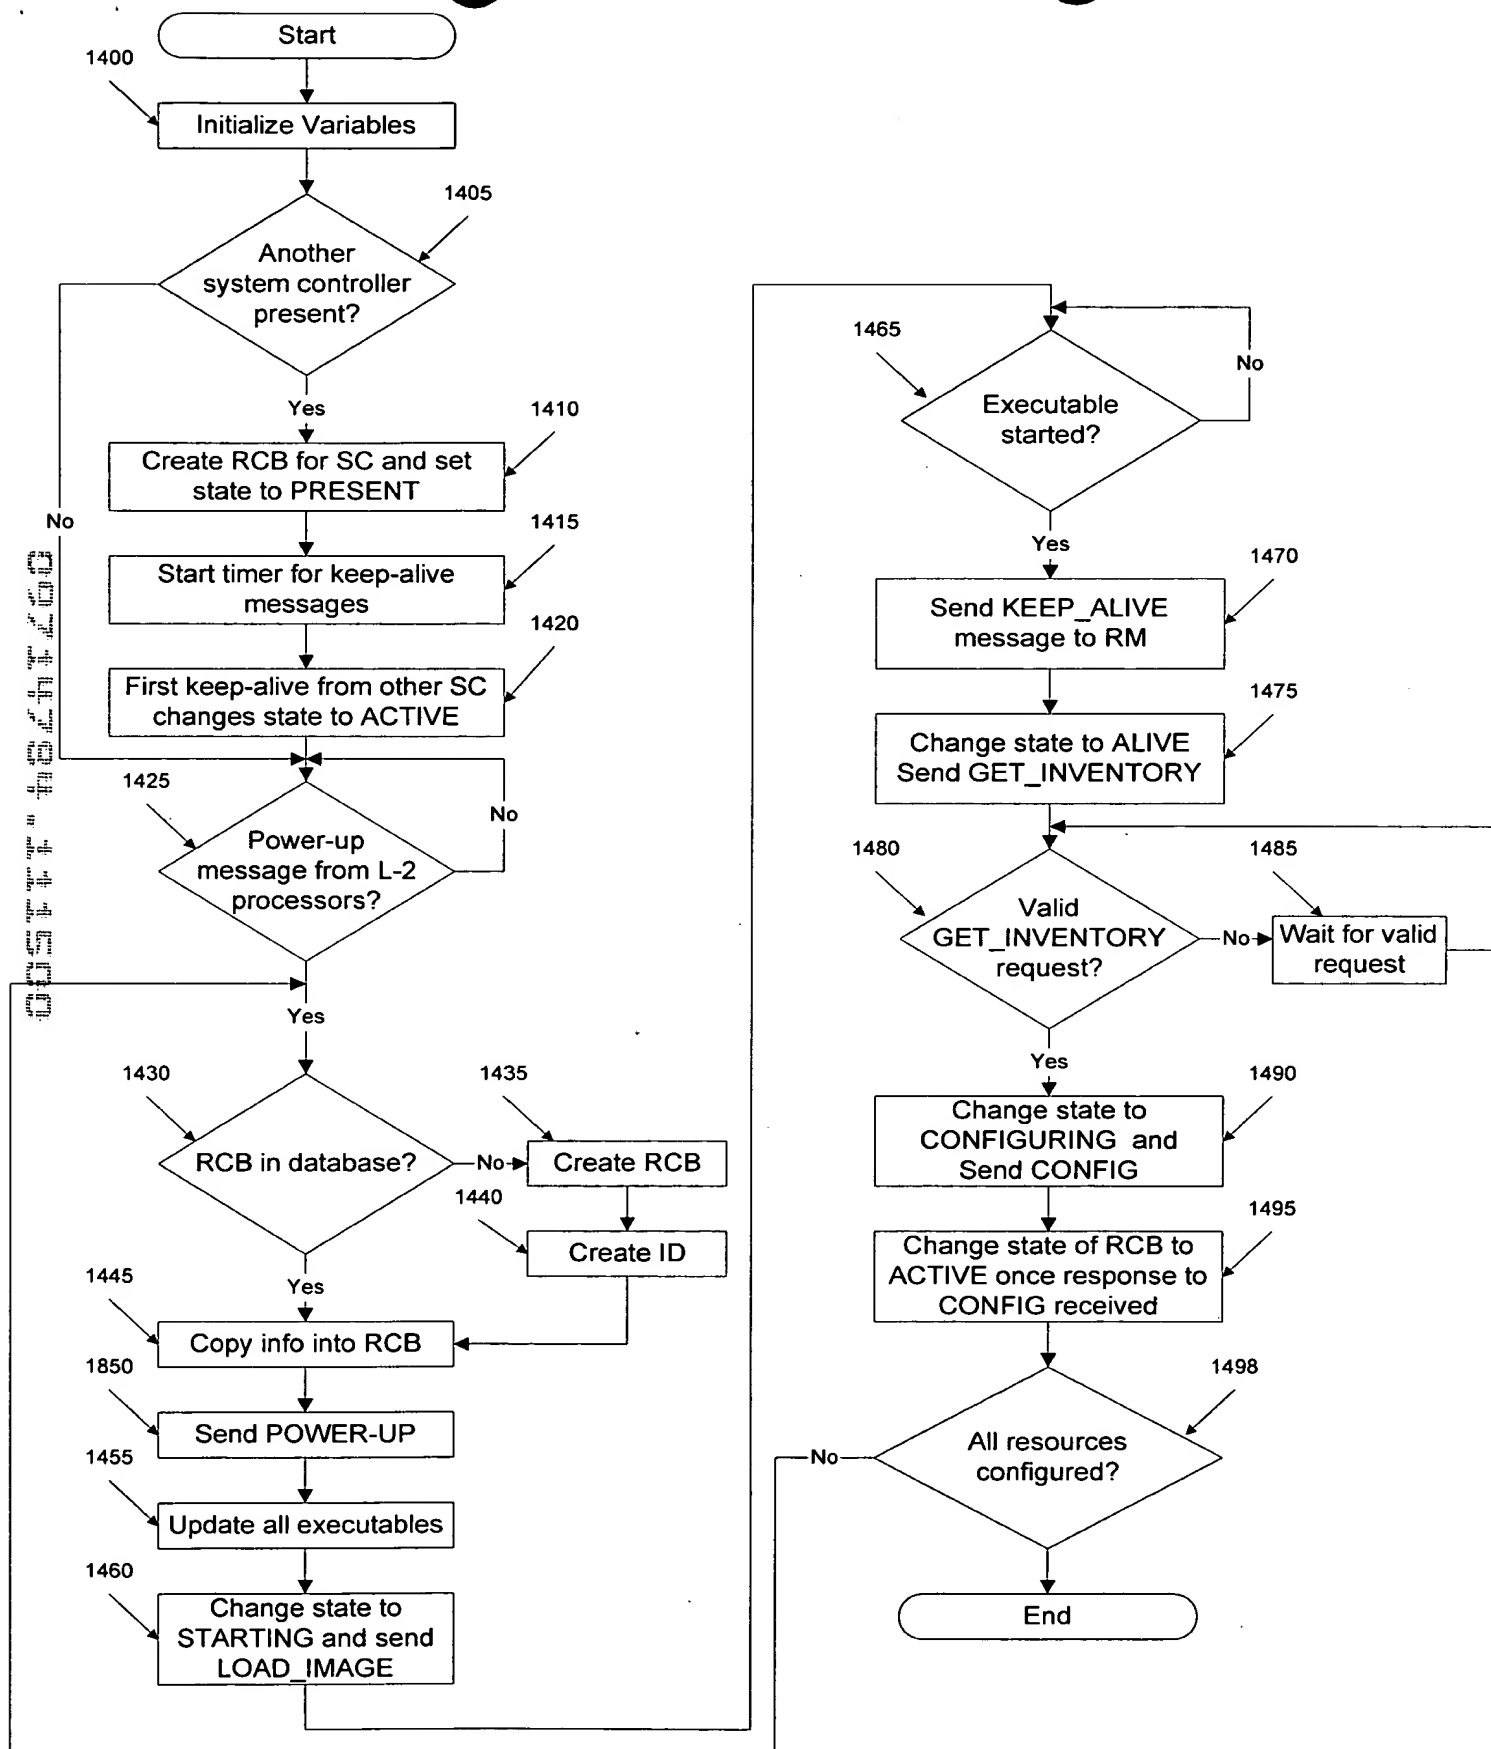 Start
1400
Initialize Variables
1405
Another
system controller
present?
Yes
No
1410
Create RCB for SC and set
state to PRESENT
1415
Start timer for keep-alive
messages
1420
First keep-alive from other SC
changes state to ACTIVE
1425
No
Power-up
message from L-2
processors?
Yes
1430
RCB in database?
No
1435
Create RCB
1440
Create ID
Yes
1445
Copy info into RCB
1850
Send POWER-UP
1455
Update all executables
1460
Change state to
STARTING and send
LOAD_IMAGE
1465
No
Executable
started?
Yes
1470
Send KEEP_ALIVE
message to RM
1475
Change state to ALIVE
Send GET_INVENTORY
1480
Valid
GET_INVENTORY
request?
No
1485
Wait for valid
request
Yes
1490
Change state to
CONFIGURING and
Send CONFIG
1495
Change state of RCB to
ACTIVE once response to
CONFIG received
1498
All resources
configured?
No
End
09714784.111500